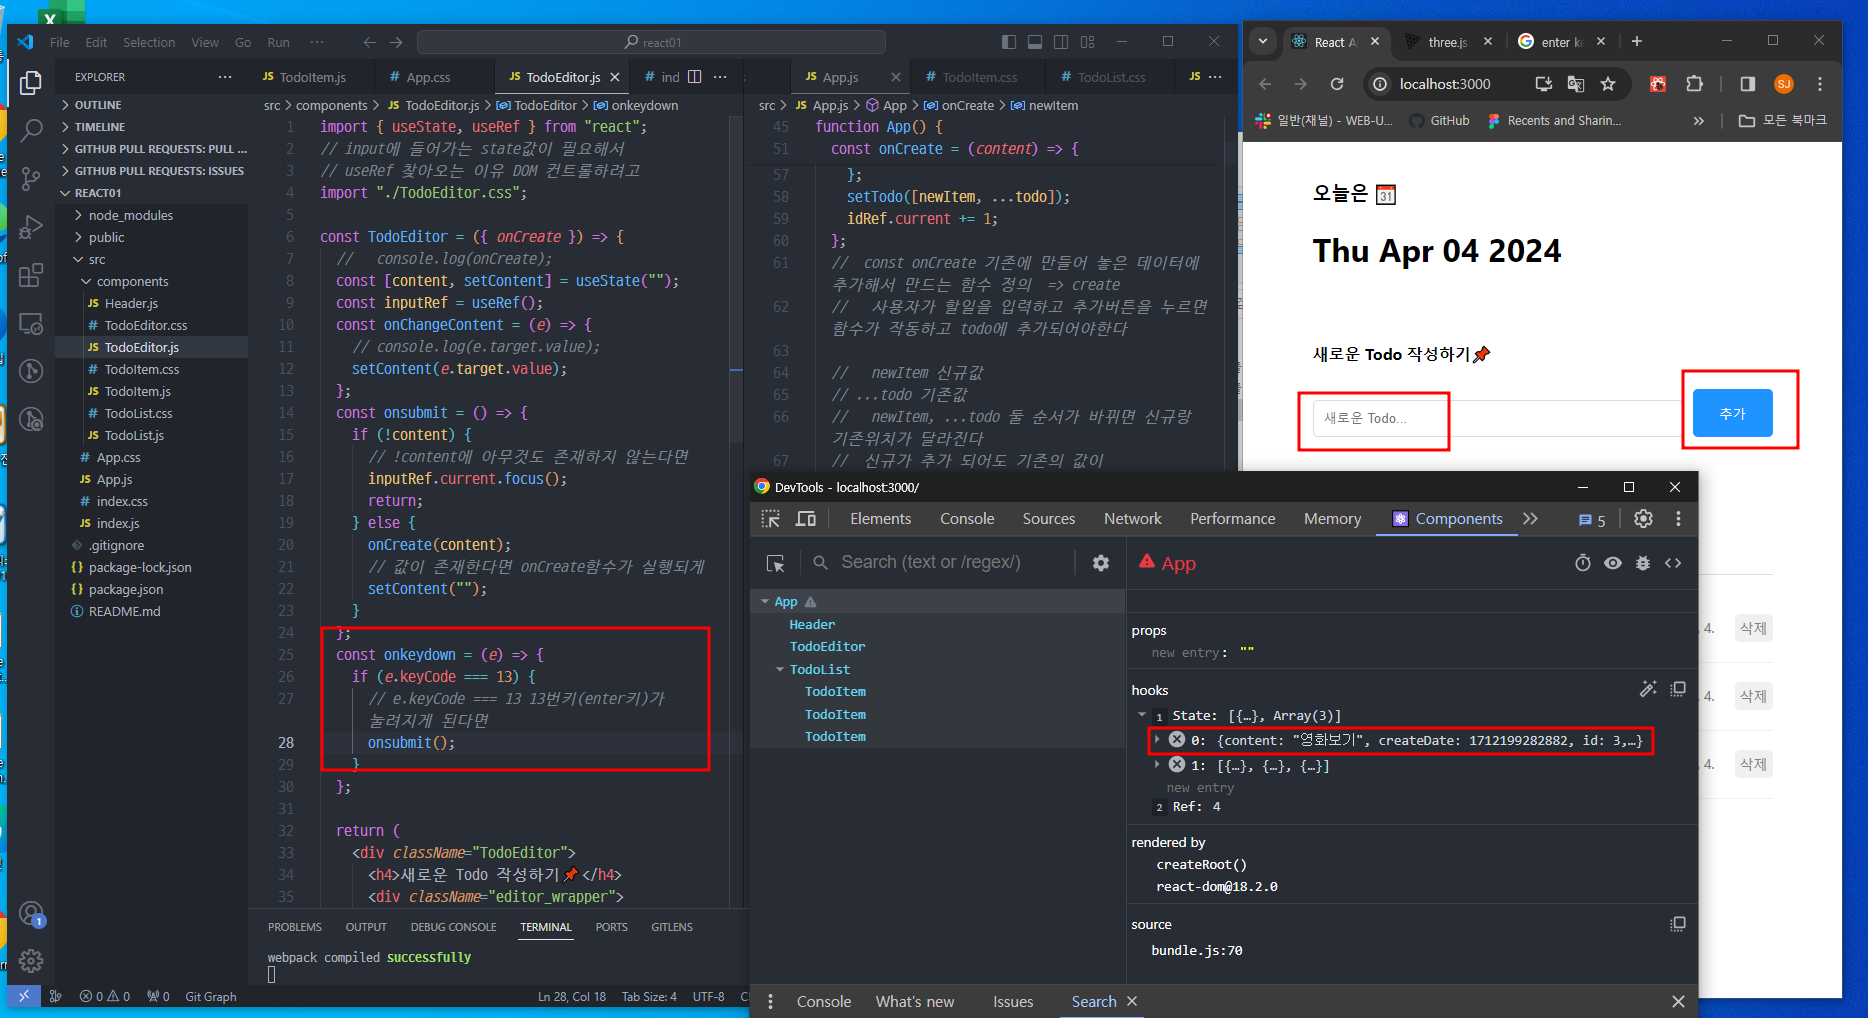 File Edit Selection View Go Run ··· react01
EXPLORER ···
OUTLINE
TIMELINE
GITHUB PULL REQUESTS: PULL ...
GITHUB PULL REQUESTS: ISSUES
REACT01
node_modules
public
src
components
JS Header.js
# TodoEditor.css
JS TodoEditor.js
# TodoItem.css
JS TodoItem.js
# TodoList.css
JS TodoList.js
# App.css
JS App.js
# index.css
JS index.js
.gitignore
{} package-lock.json
{} package.json
README.md
1
JS TodoItem.js # App.css JS TodoEditor.js # ind ···
src > components > JS TodoEditor.js > TodoEditor > onkeydown
1 import { useState, useRef } from "react";
2 // input에 들어가는 state값이 필요해서
3 // useRef 찾아오는 이유 DOM 컨트롤하려고
4 import "./TodoEditor.css";
5
6 const TodoEditor = ({ onCreate }) => {
7 //   console.log(onCreate);
8 const [content, setContent] = useState("");
9 const inputRef = useRef();
10 const onChangeContent = (e) => {
11 // console.log(e.target.value);
12 setContent(e.target.value);
13 };
14 const onsubmit = () => {
15 if (!content) {
16 // !content에 아무것도 존재하지 않는다면
17 inputRef.current.focus();
18 return;
19 } else {
20 onCreate(content);
21 // 값이 존재한다면 onCreate함수가 실행되게
22 setContent("");
23 }
24 };
25 const onkeydown = (e) => {
26 if (e.keyCode === 13) {
27 // e.keyCode === 13 13번키(enter키)가
눌려지게 된다면
28 onsubmit();
29 }
30 };
31
32 return (
33 <div className="TodoEditor">
34 <h4>새로운 Todo 작성하기📌</h4>
35 <div className="editor_wrapper">
PROBLEMS OUTPUT DEBUG CONSOLE TERMINAL PORTS GITLENS
webpack compiled successfully
0 0 0 Git Graph Ln 28, Col 18 Tab Size: 4 UTF-8
JS App.js # TodoItem.css # TodoList.css JS ···
src > JS App.js > App > onCreate > newItem
45 function App() {
51 const onCreate = (content) => {
57 };
58 setTodo([newItem, ...todo]);
59 idRef.current += 1;
60 };
61 //  const onCreate 기존에 만들어 놓은 데이터에
추가해서 만드는 함수 정의  => create
62 //   사용자가 할일을 입력하고 추가버튼을 누르면
함수가 작동하고 todo에 추가되어야한다
63
64 //   newItem 신규값
65 // ...todo 기존값
66 //   newItem, ...todo 둘 순서가 바뀌면 신규랑
기존위치가 달라진다
67 //  신규가 추가 되어도 기존의 값이
React A three.js enter ke
localhost:3000 SJ
일반(채널) - WEB-U... GitHub Recents and Sharin... » 모든 북마크
오늘은 📅
Thu Apr 04 2024
새로운 Todo 작성하기📌
새로운 Todo...
추가
4. 삭제
4. 삭제
4. 삭제
DevTools - localhost:3000/
Elements Console Sources Network Performance Memory Components 5
Search (text or /regex/)
App
App
Header
TodoEditor
TodoList
TodoItem
TodoItem
TodoItem
props
new entry: ""
hooks
1 State: [{…}, Array(3)]
0: {content: "영화보기", createDate: 1712199282882, id: 3,…}
1: [{…}, {…}, {…}]
new entry
2 Ref: 4
rendered by
createRoot()
react-dom@18.2.0
source
bundle.js:70
Console What's new Issues Search